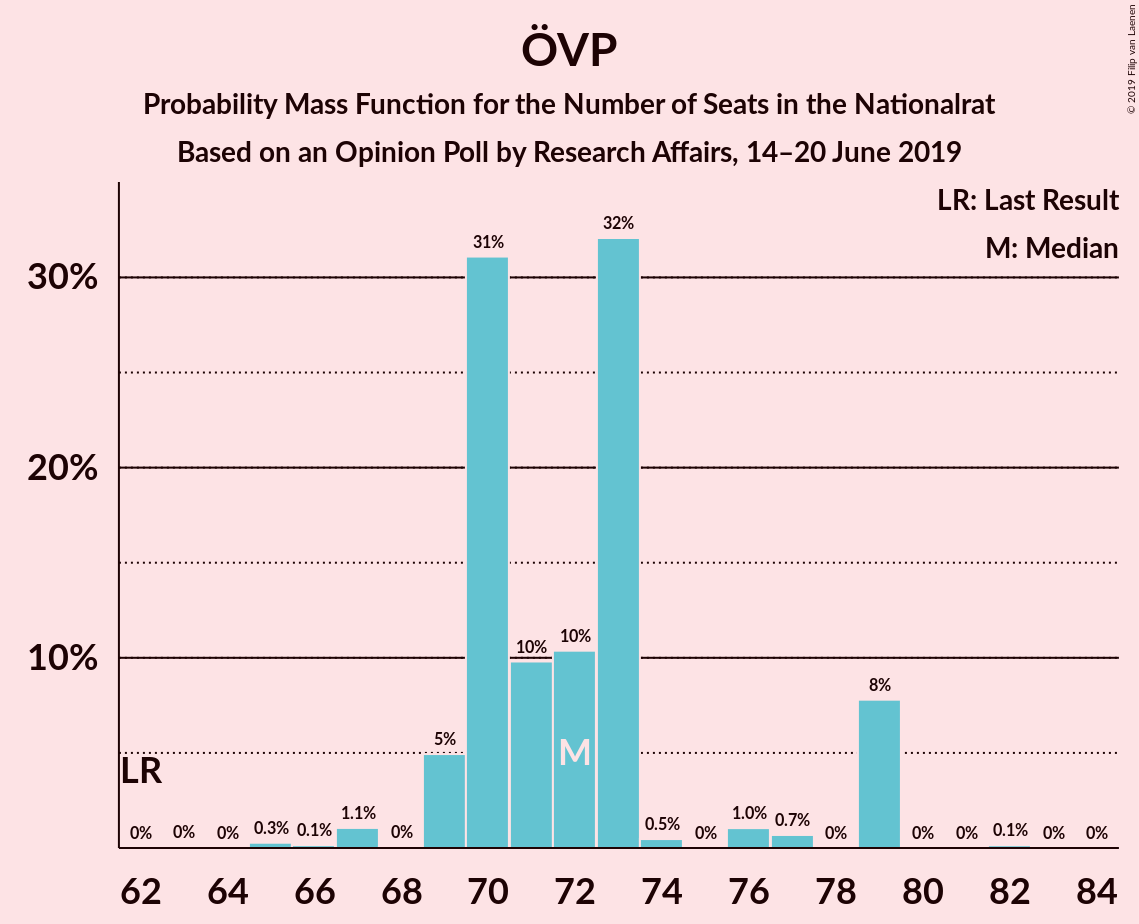 ÖVP
Probability Mass Function for the Number of Seats in the Nationalrat
Based on an Opinion Poll by Research Affairs, 14–20 June 2019
© 2019 Filip van Laenen
LR: Last Result
M: Median
30%
20%
10%
0%
0%
0%
0.3%
0.1%
1.1%
0%
5%
31%
10%
10%
32%
0.5%
0%
1.0%
0.7%
0%
8%
0%
0%
0.1%
0%
0%
LR
M
62 64 66 68 70 72 74 76 78 80 82 84